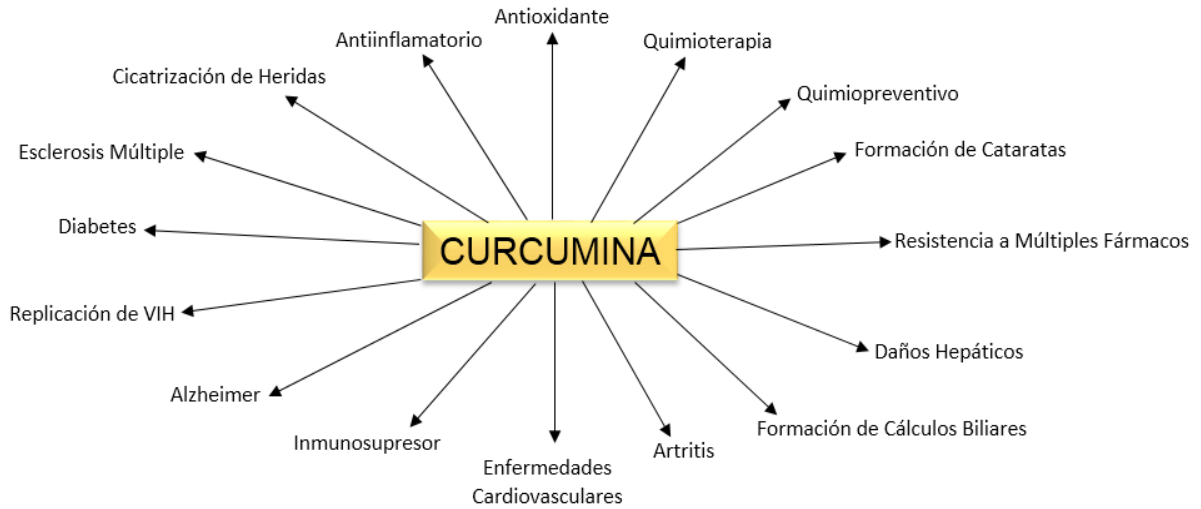 Antioxidante
Antiinflamatorio
Quimioterapia
Cicatrización de Heridas
Quimiopreventivo
Esclerosis Múltiple
Formación de Cataratas
Diabetes
CURCUMINA
Resistencia a Múltiples Fármacos
Replicación de VIH
Daños Hepáticos
Alzheimer
Inmunosupresor
Formación de Cálculos Biliares
Artritis
Enfermedades
Cardiovasculares